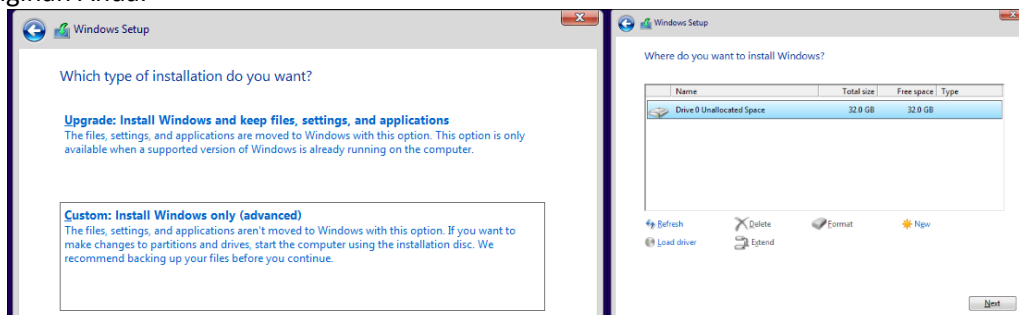 Windows Setup
Which type of installation do you want?
Upgrade: Install Windows and keep files, settings, and applications
The files, settings, and applications are moved to Windows with this option. This option is only
available when a supported version of Windows is already running on the computer.
Custom: Install Windows only (advanced)
The files, settings, and applications aren't moved to Windows with this option. If you want to
make changes to partitions and drives, start the computer using the installation disc. We
recommend backing up your files before you continue.
Windows Setup
Where do you want to install Windows?
Name Total size Free space Type
Drive 0 Unallocated Space 32.0 GB 32.0 GB
Refresh Delete Format New
Load driver Extend
Next